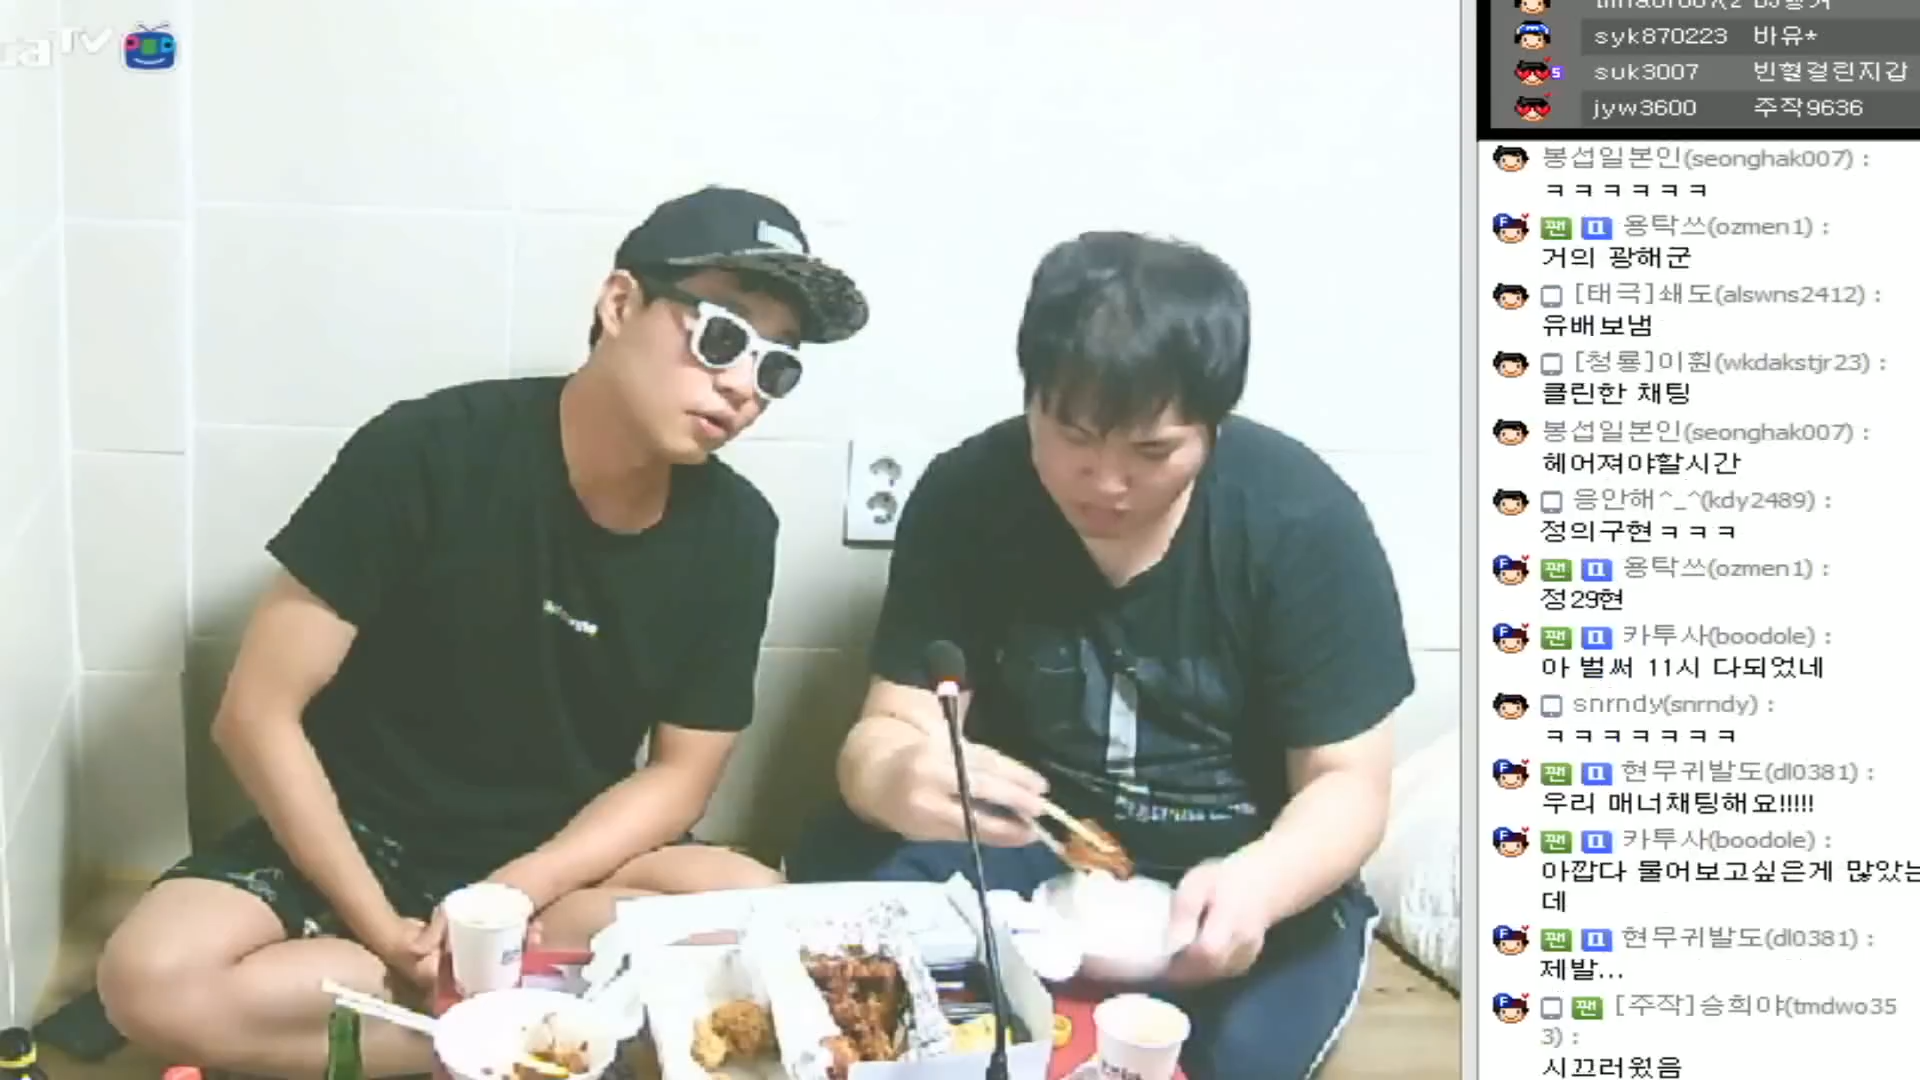 TV
syk870223 바유*
suk3007 빈혈걸린지갑
jyw3600 주작9636
봉섭일본인(seonghak007) :
ㅋㅋㅋㅋㅋㅋ
팬 용탁쓰(ozmen1) :
거의 광해군
[태극]쇄도(alswns2412) :
유배보냄
[청룡]이훤(wkdakstjr23) :
클린한 채팅
봉섭일본인(seonghak007) :
헤어져야할시간
응안해^_^(kdy2489) :
정의구현ㅋㅋㅋ
팬 용탁쓰(ozmen1) :
정29현
팬 카투사(boodole) :
아 벌써 11시 다되었네
snrndy(snrndy) :
ㅋㅋㅋㅋㅋㅋㅋ
팬 현무귀발도(dl0381) :
우리 매너채팅해요!!!!!
팬 카투사(boodole) :
아깝다 물어보고싶은게 많았는
데
팬 현무귀발도(dl0381) :
제발...
팬 [주작]승희야(tmdwo35
3) :
시끄러웠음